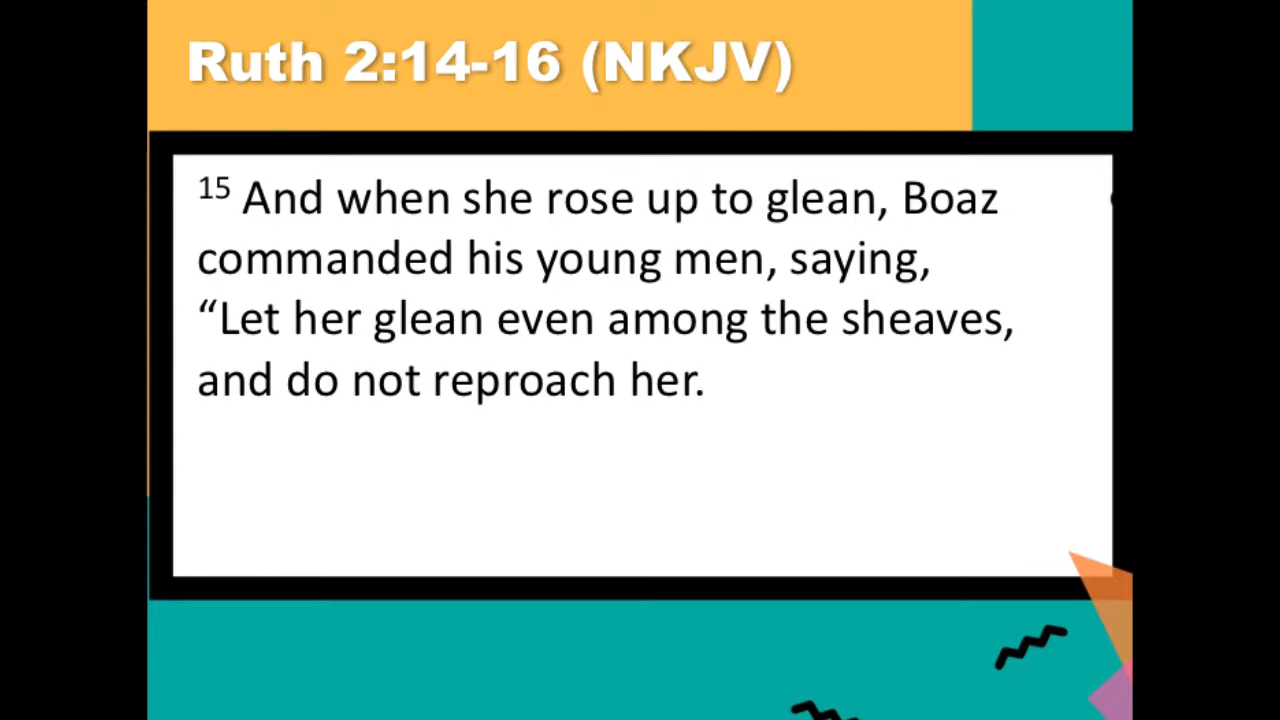 Ruth 2:14-16 (NKJV)
15 And when she rose up to glean, Boaz
commanded his young men, saying,
“Let her glean even among the sheaves,
and do not reproach her.